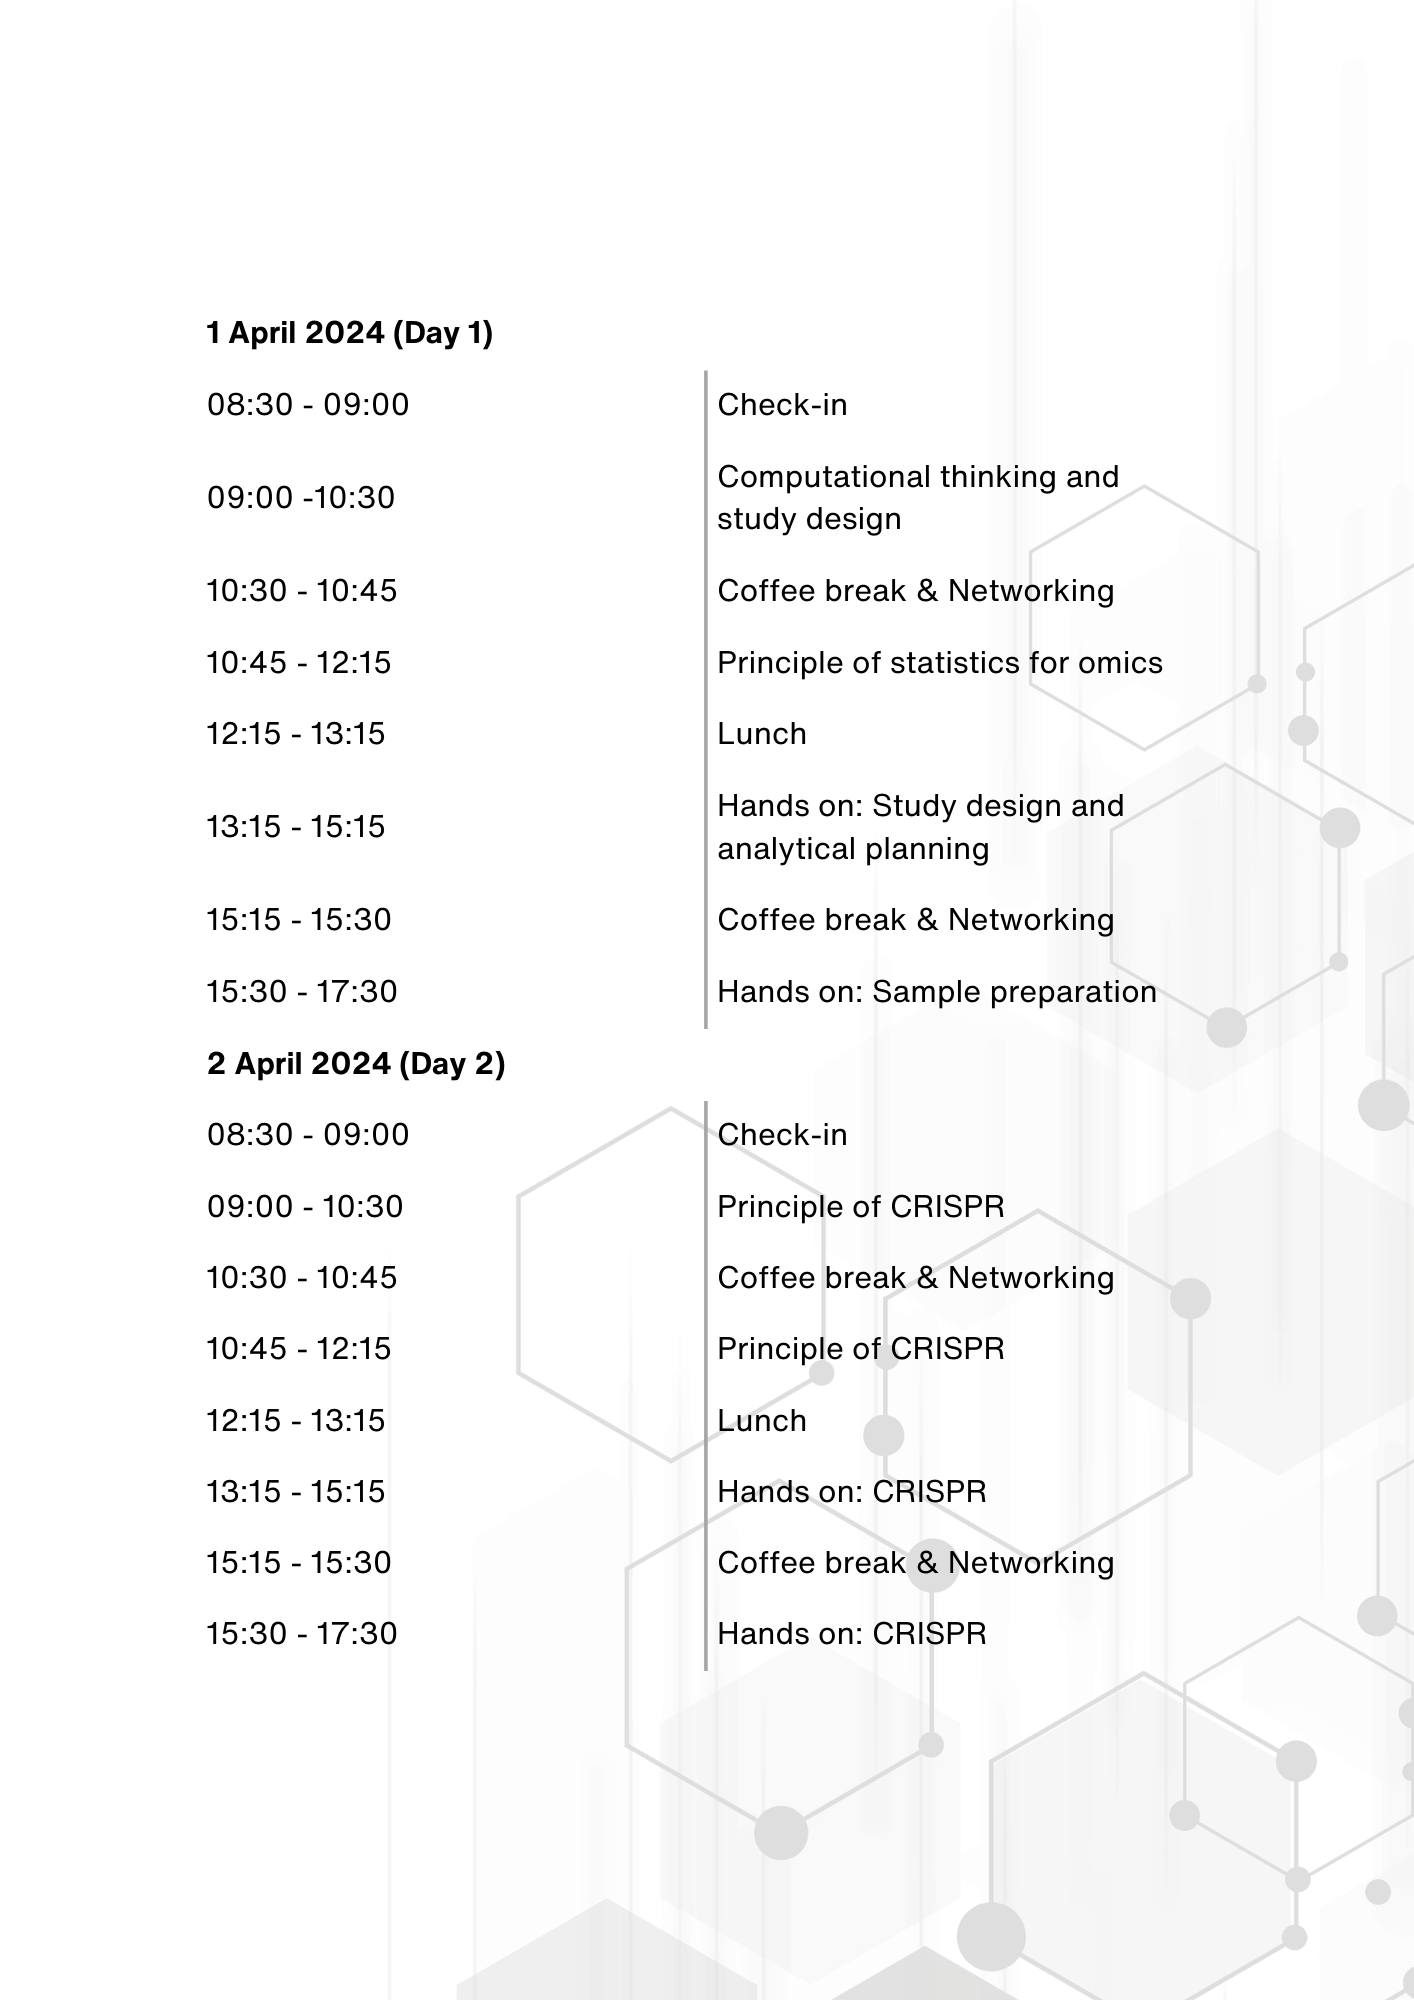 1 April 2024 (Day 1)
08:30 - 09:00
Check-in
09:00 -10:30
Computational thinking and
study design
10:30 - 10:45
Coffee break & Networking
10:45 - 12:15
Principle of statistics for omics
12:15 - 13:15
Lunch
13:15 - 15:15
Hands on: Study design and
analytical planning
15:15 - 15:30
Coffee break & Networking
15:30 - 17:30
Hands on: Sample preparation
2 April 2024 (Day 2)
08:30 - 09:00
Check-in
09:00 - 10:30
Principle of CRISPR
10:30 - 10:45
Coffee break & Networking
10:45 - 12:15
Principle of CRISPR
12:15 - 13:15
Lunch
13:15 - 15:15
Hands on: CRISPR
15:15 - 15:30
Coffee break & Networking
15:30 - 17:30
Hands on: CRISPR